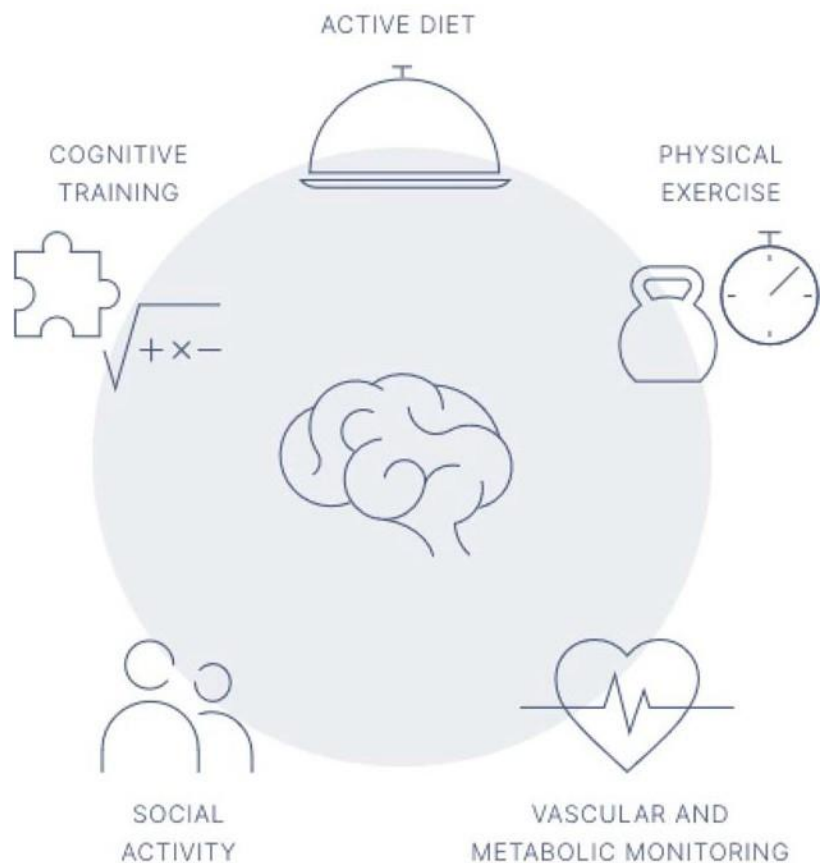 ACTIVE DIET
COGNITIVE
TRAINING
PHYSICAL
EXERCISE
+ × −
SOCIAL
ACTIVITY
VASCULAR AND
METABOLIC MONITORING